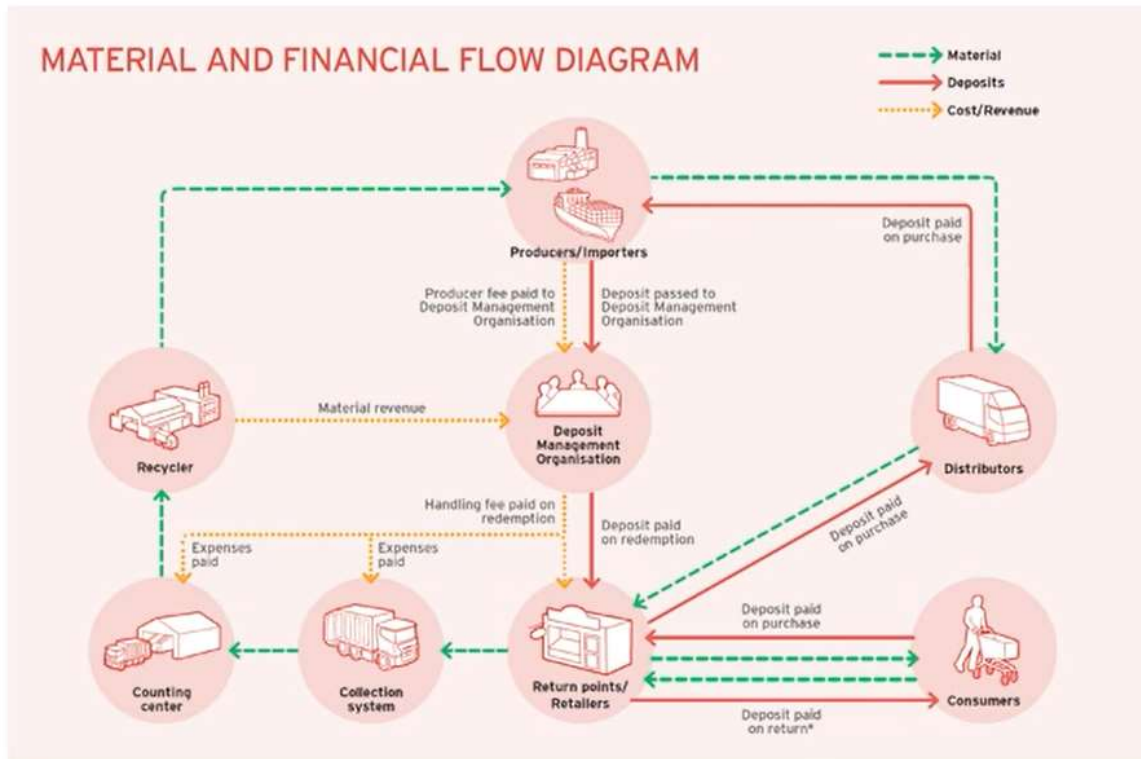 MATERIAL AND FINANCIAL FLOW DIAGRAM
Material
Deposits
Cost/Revenue
Deposit paid
on purchase
Producers/Importers
Producer fee paid to
Deposit Management
Organisation
Deposit passed to
Deposit Management
Organisation
Material revenue
Recycler
Deposit
Management
Organisation
Distributors
Handling fee paid on
redemption
Deposit paid
on redemption
Deposit paid
on purchase
Expenses
paid
Expenses
paid
Deposit paid
on purchase
Counting
center
Collection
system
Return points/
Retailers
Consumers
Deposit paid
on return*